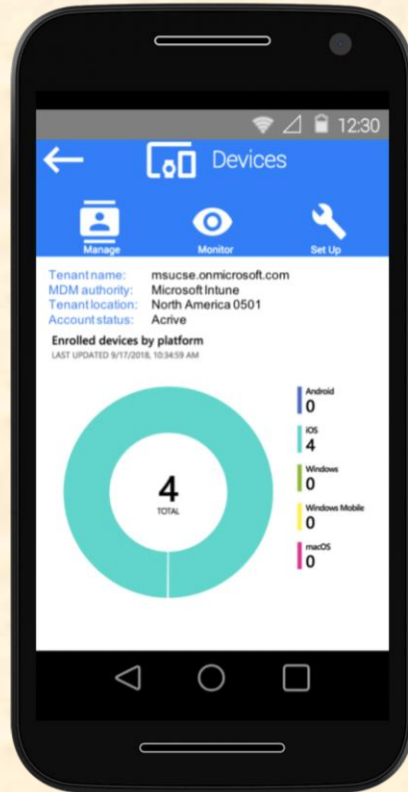 12:30
Devices
Manage Monitor Set Up
Tenant name: msucse.onmicrosoft.com
MDM authority: Microsoft Intune
Tenant location: North America 0501
Account status: Acrive
Enrolled devices by platform
LAST UPDATED 9/17/2018, 10:34:59 AM
4
TOTAL
Android
0
iOS
4
Windows
0
Windows Mobile
0
macOS
0